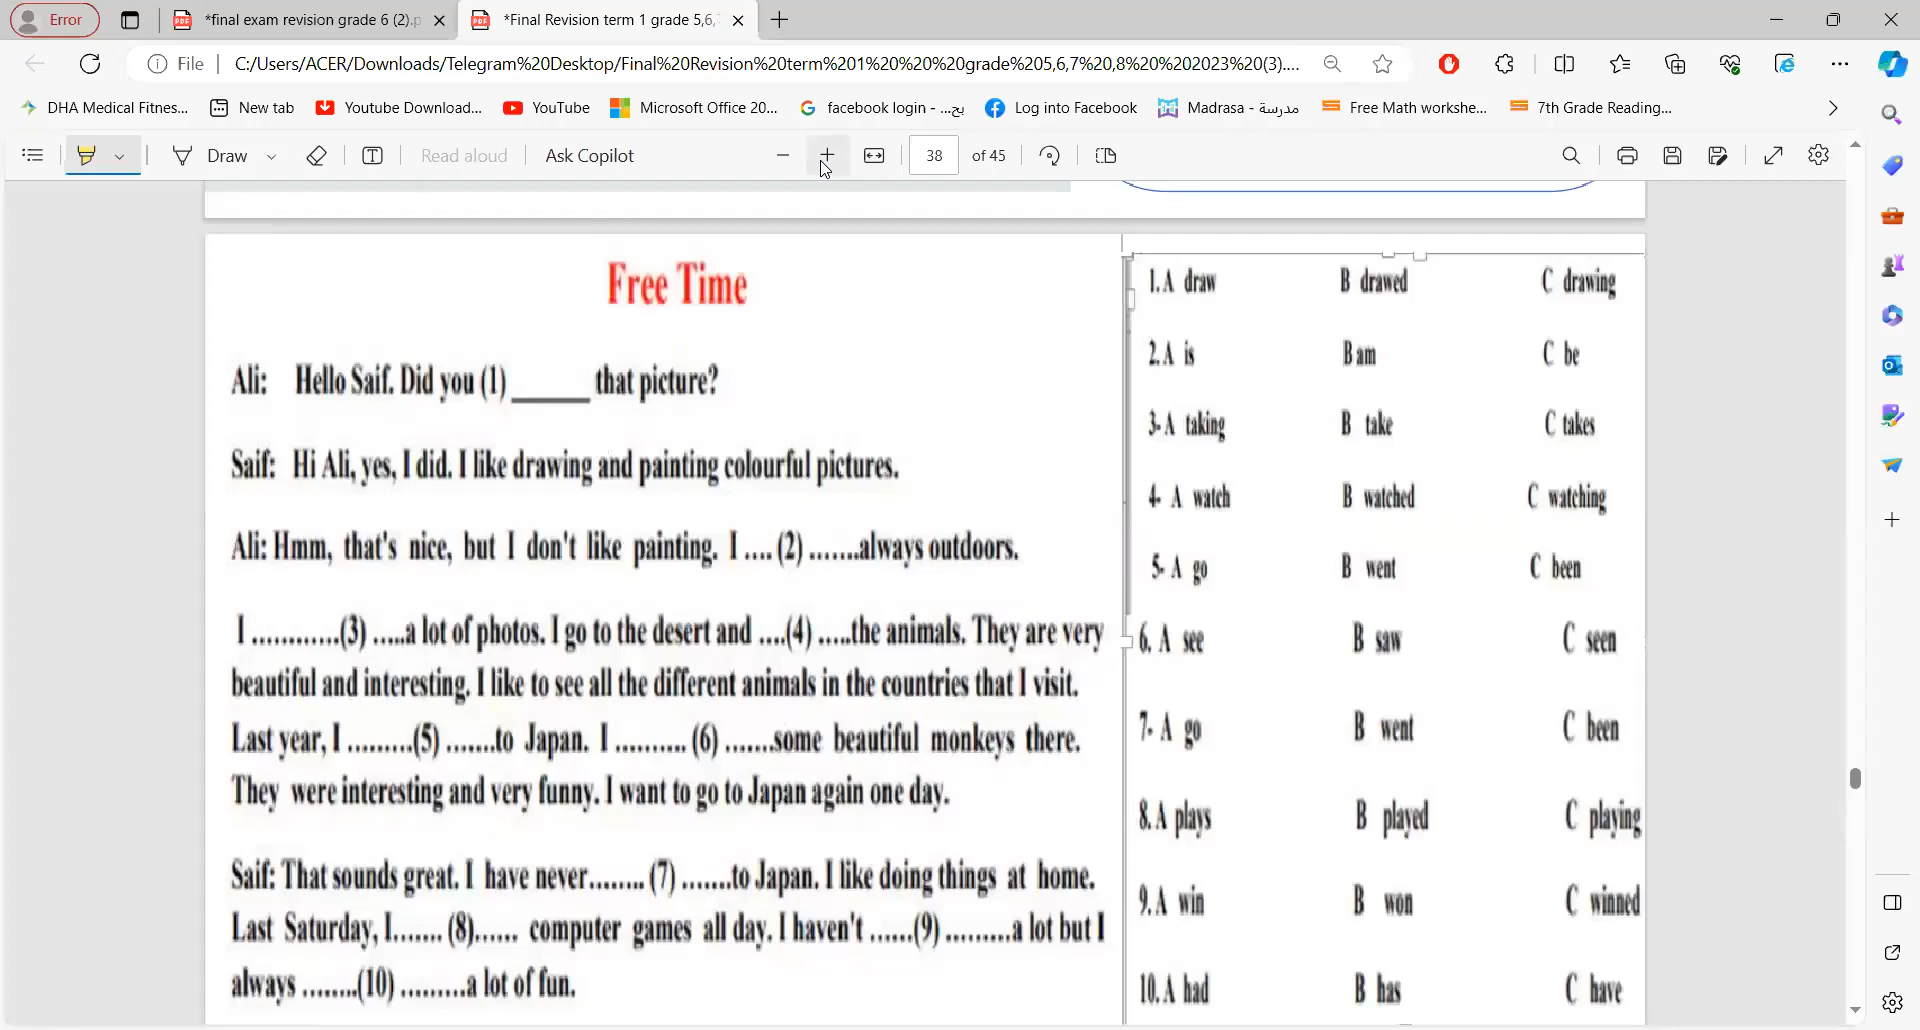 Error
*final exam revision grade 6 (2).p
*Final Revision term 1 grade 5,6,7
File
C:/Users/ACER/Downloads/Telegram%20Desktop/Final%20Revision%20term%201%20%20%20grade%205,6,7%20,8%20%202023%20(3)....
DHA Medical Fitnes...
New tab
Youtube Download...
YouTube
Microsoft Office 20...
facebook login - ...بح
Log into Facebook
Madrasa - مدرسة
Free Math workshe...
7th Grade Reading...
Draw
Read aloud
Ask Copilot
38
of 45
Free Time
Ali: Hello Saif. Did you (1) ______ that picture?
Saif: Hi Ali, yes, I did. I like drawing and painting colourful pictures.
Ali: Hmm, that's nice, but I don't like painting. I .... (2) .......always outdoors.
I .............(3) .....a lot of photos. I go to the desert and ....(4) .....the animals. They are very
beautiful and interesting. I like to see all the different animals in the countries that I visit.
Last year, I .........(5) .......to Japan. I .......... (6) .......some beautiful monkeys there.
They were interesting and very funny. I want to go to Japan again one day.
Saif: That sounds great. I have never........ (7) .......to Japan. I like doing things at home.
Last Saturday, I....... (8)...... computer games all day. I haven't ......(9) .........a lot but I
always ........(10) .........a lot of fun.
1. A draw B drawed C drawing
2. A is B am C be
3- A taking B take C takes
4- A watch B watched C watching
5- A go B went C been
6. A see B saw C seen
7- A go B went C been
8. A plays B played C playing
9. A win B won C winned
10. A had B has C have